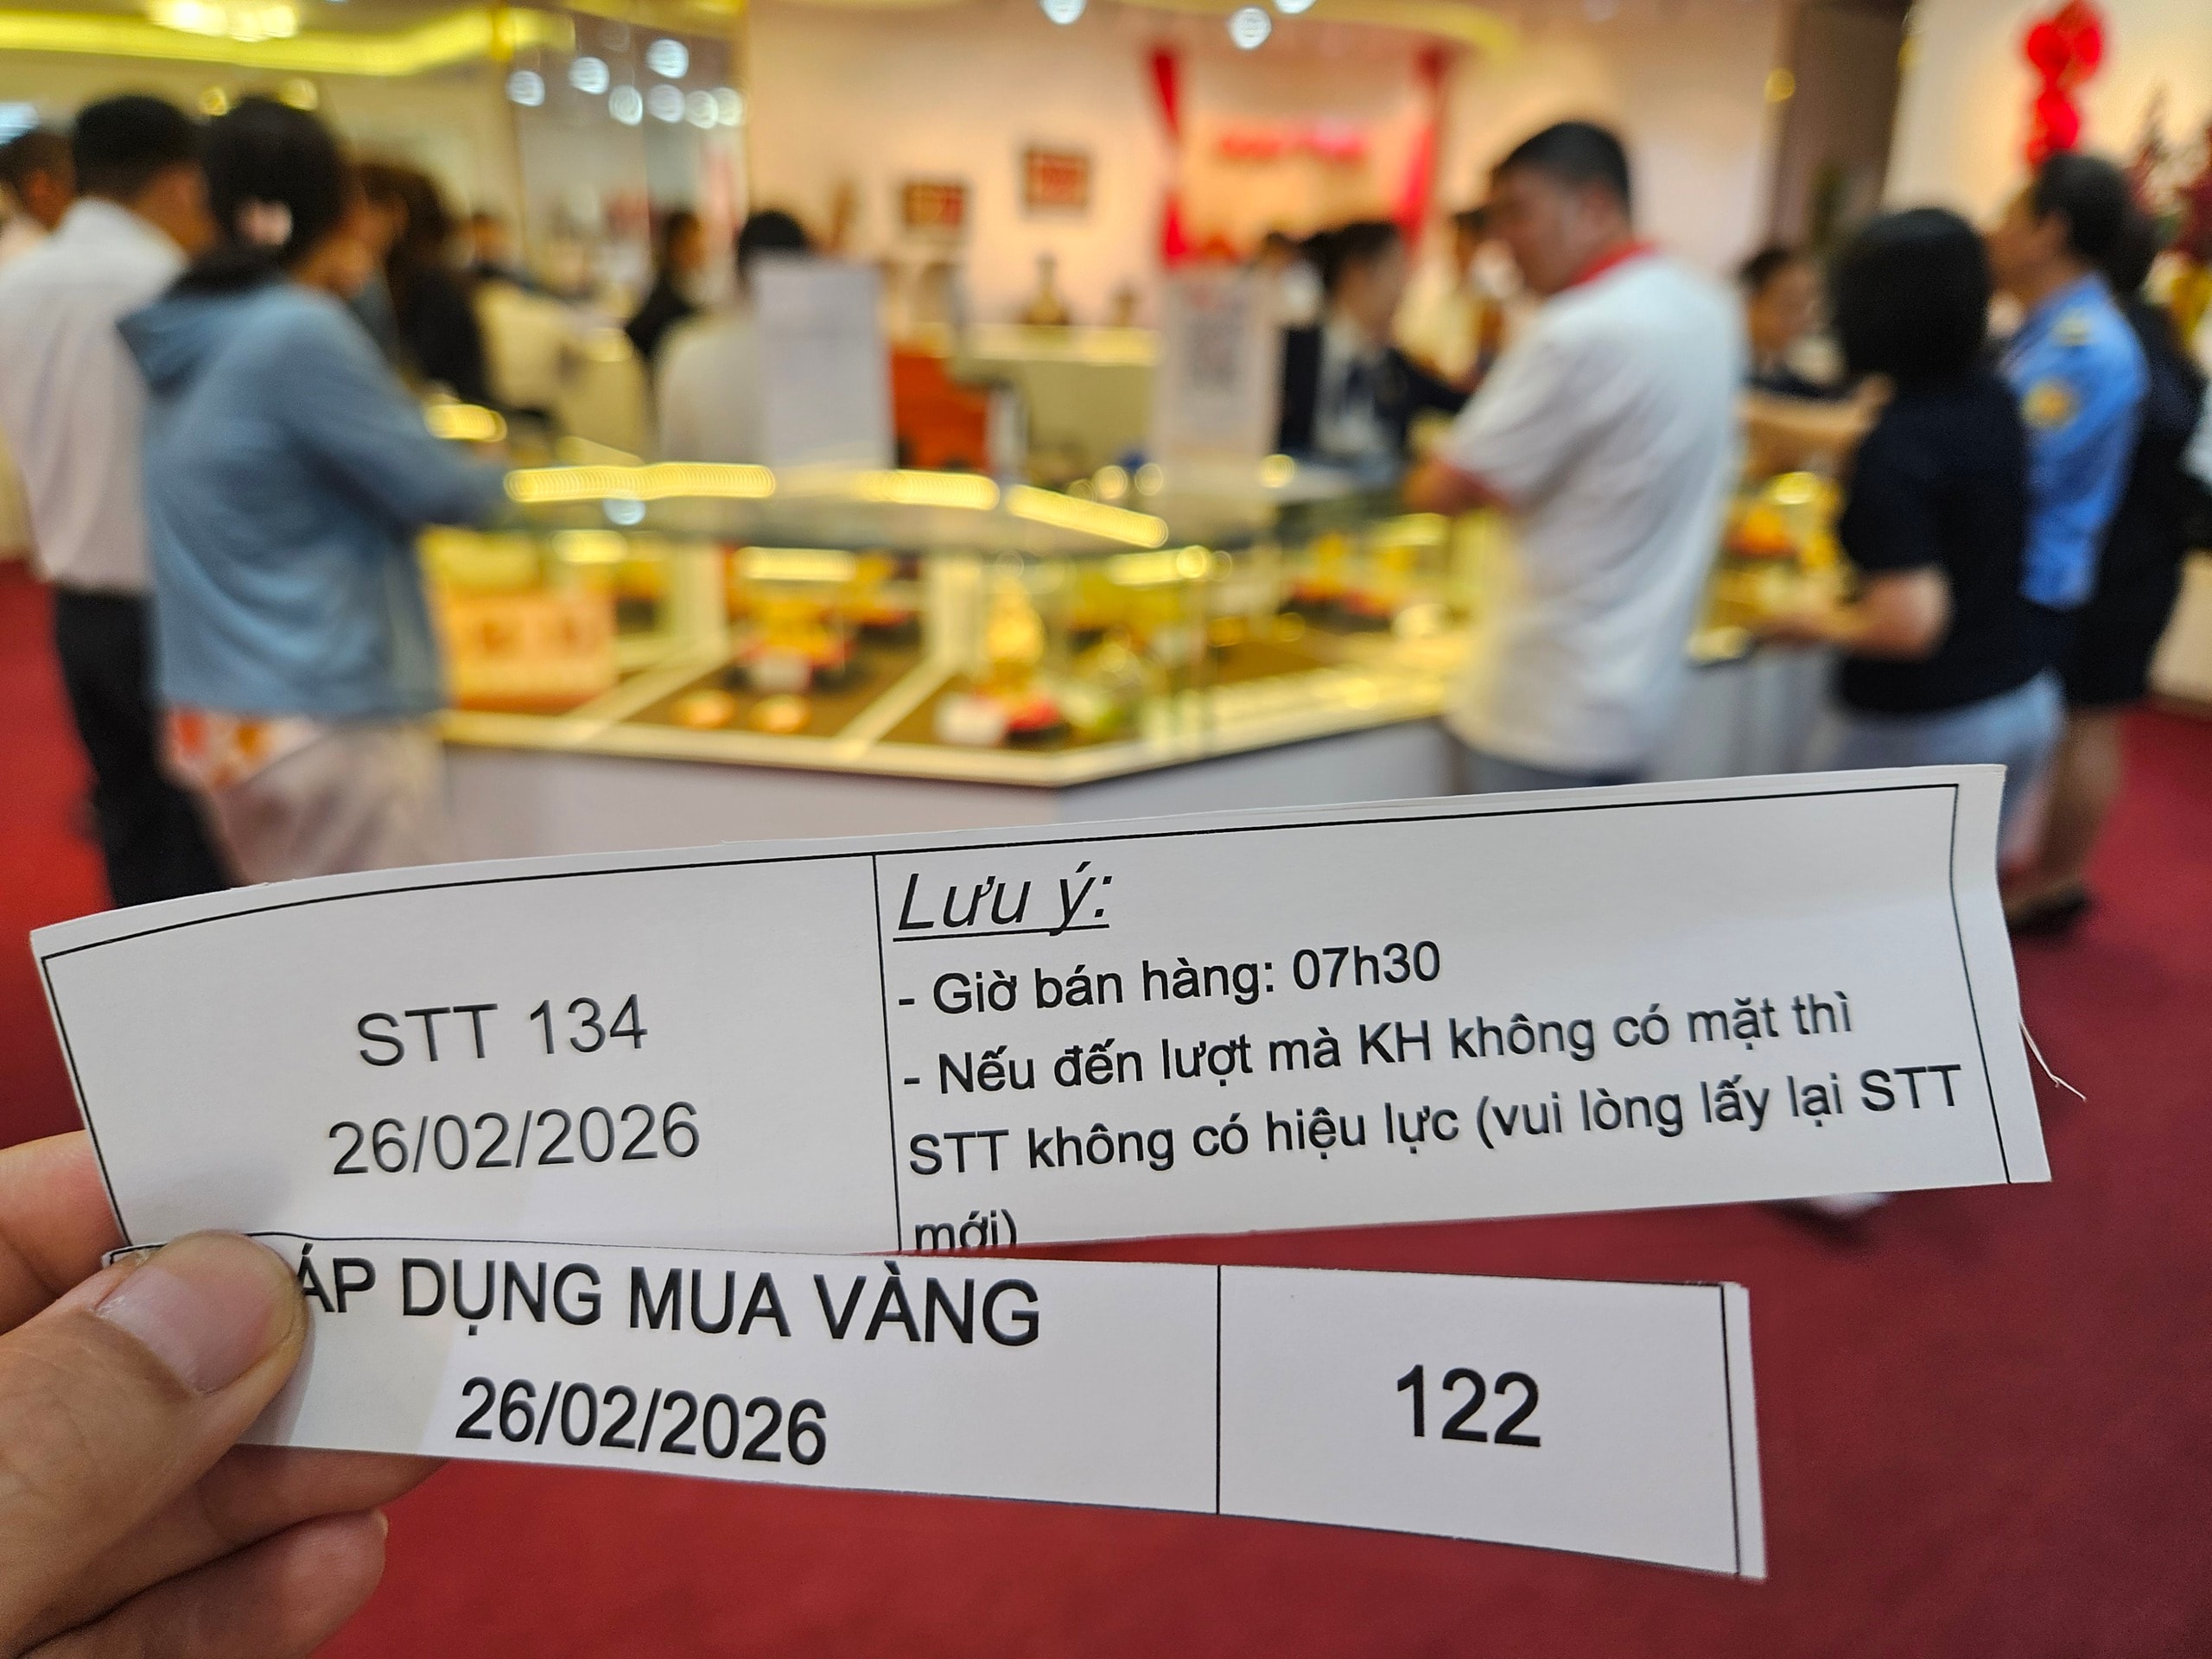 STT 134
26/02/2026
Lưu ý:
- Giờ bán hàng: 07h30
- Nếu đến lượt mà KH không có mặt thì
STT không có hiệu lực (vui lòng lấy lại STT
mới)
ÁP DỤNG MUA VÀNG
26/02/2026
122